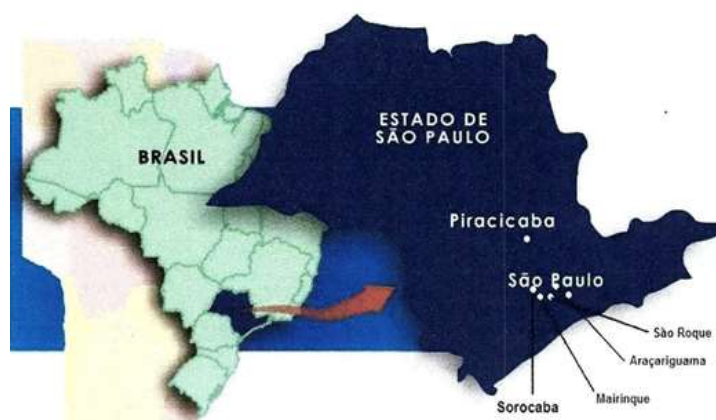 BRASIL
ESTADO DE
SÃO PAULO
Piracicaba
São Paulo
São Roque
Araçariguama
Mairinque
Sorocaba